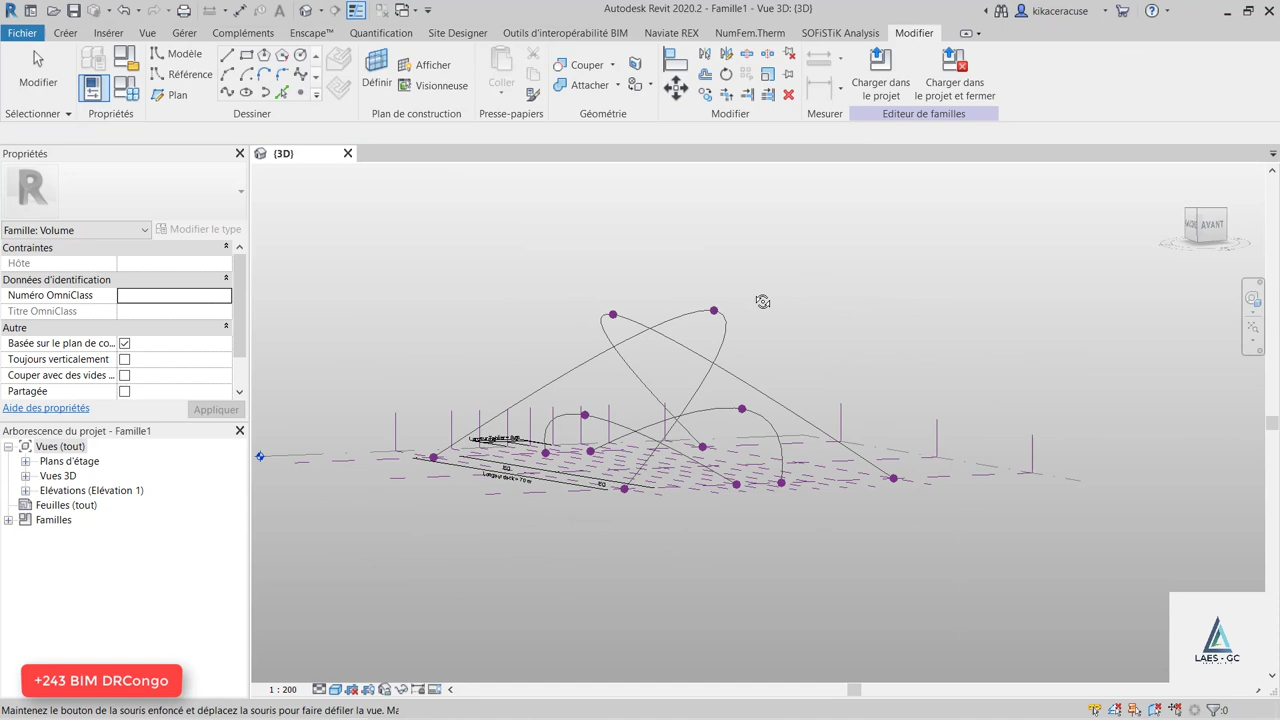 Autodesk Revit 2020.2 - Famille1 - Vue 3D: {3D}
kikaceracuse
Fichier Créer Insérer Vue Gérer Compléments Enscape™ Quantification Site Designer Outils d'interopérabilité BIM Naviate REX NumFem.Therm SOFiSTiK Analysis Modifier
Modifier
Modèle
Référence
Plan
Définir
Afficher
Visionneuse
Coller
Couper
Attacher
Charger dans
le projet
Charger dans
le projet et fermer
Sélectionner Propriétés Dessiner Plan de construction Presse-papiers Géométrie Modifier Mesurer Editeur de familles
Propriétés
{3D}
R
Famille: Volume
Modifier le type
Contraintes
Hôte
Données d'identification
Numéro OmniClass
Titre OmniClass
Autre
Basée sur le plan de co...
Toujours verticalement
Couper avec des vides ...
Partagée
Aide des propriétés
Appliquer
Arborescence du projet - Famille1
Vues (tout)
Plans d'étage
Vues 3D
Elévations (Elévation 1)
Feuilles (tout)
Familles
AVANT
EQ
EQ
LAES - GC
+243 BIM DRCongo
1 : 200
Maintenez le bouton de la souris enfoncé et déplacez la souris pour faire défiler la vue. Ma
:0